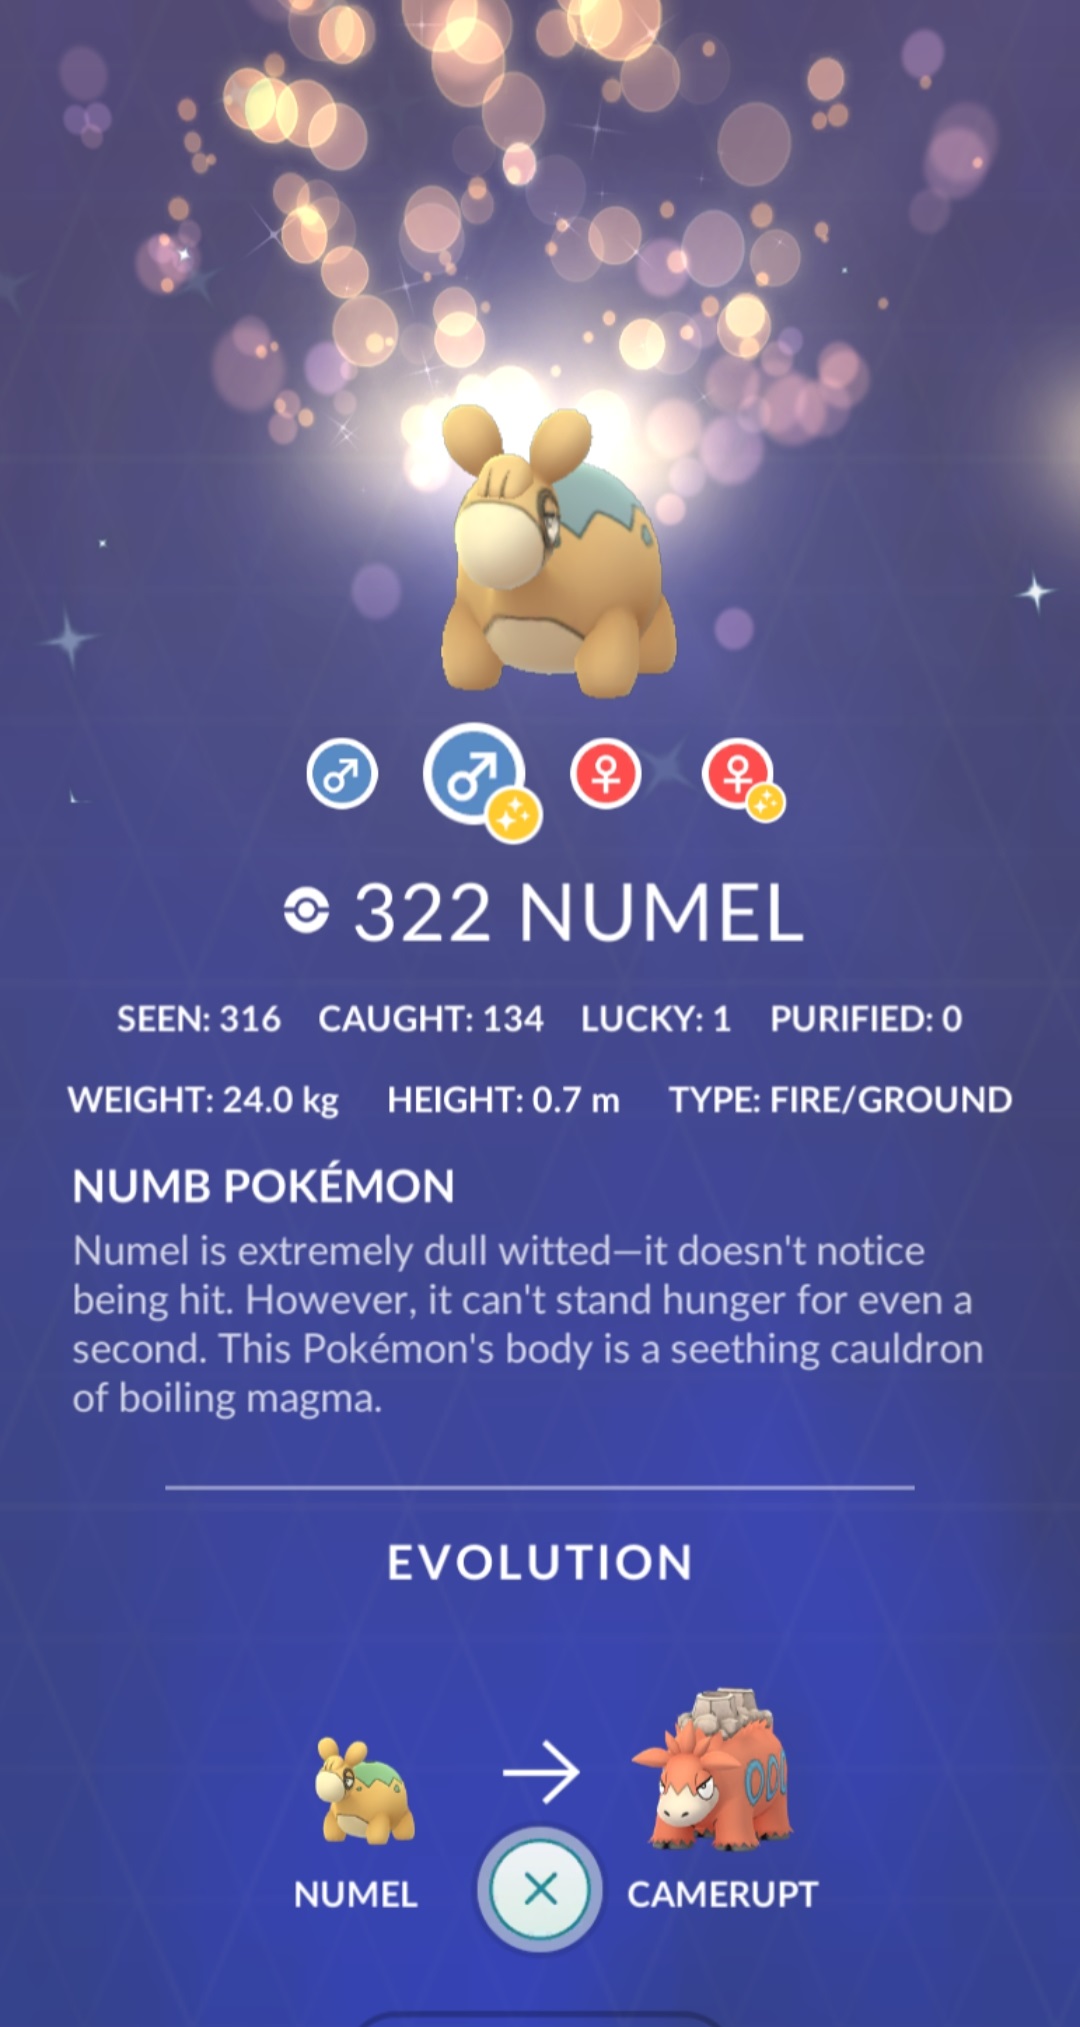 322 NUMEL
SEEN: 316 CAUGHT: 134 LUCKY: 1 PURIFIED: 0
WEIGHT: 24.0 kg HEIGHT: 0.7 m TYPE: FIRE/GROUND
NUMB POKÉMON
Numel is extremely dull witted—it doesn't notice
being hit. However, it can't stand hunger for even a
second. This Pokémon's body is a seething cauldron
of boiling magma.
EVOLUTION
NUMEL CAMERUPT